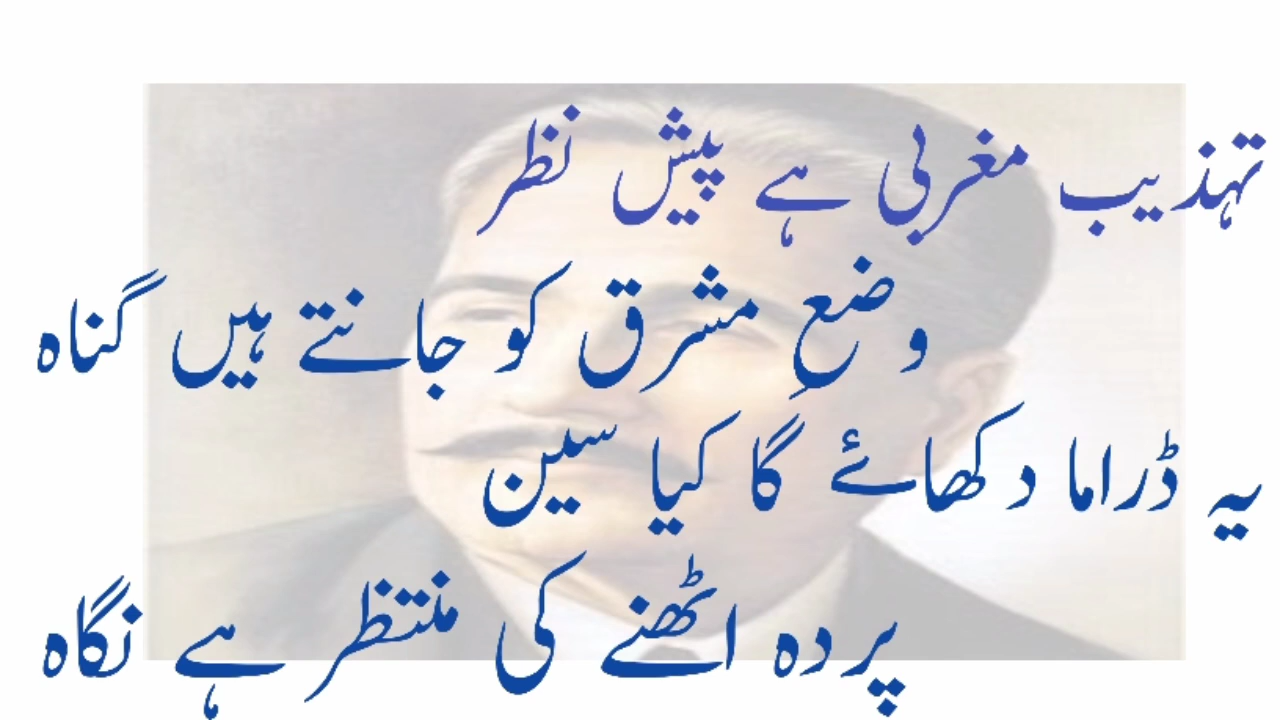 تہذیب مغربی ہے پیش نظر
وضعِ مشرق کو جانتے ہیں گناہ
یہ ڈراما دکھائے گا کیا سین
پردہ اٹھنے کی منتظر ہے نگاہ